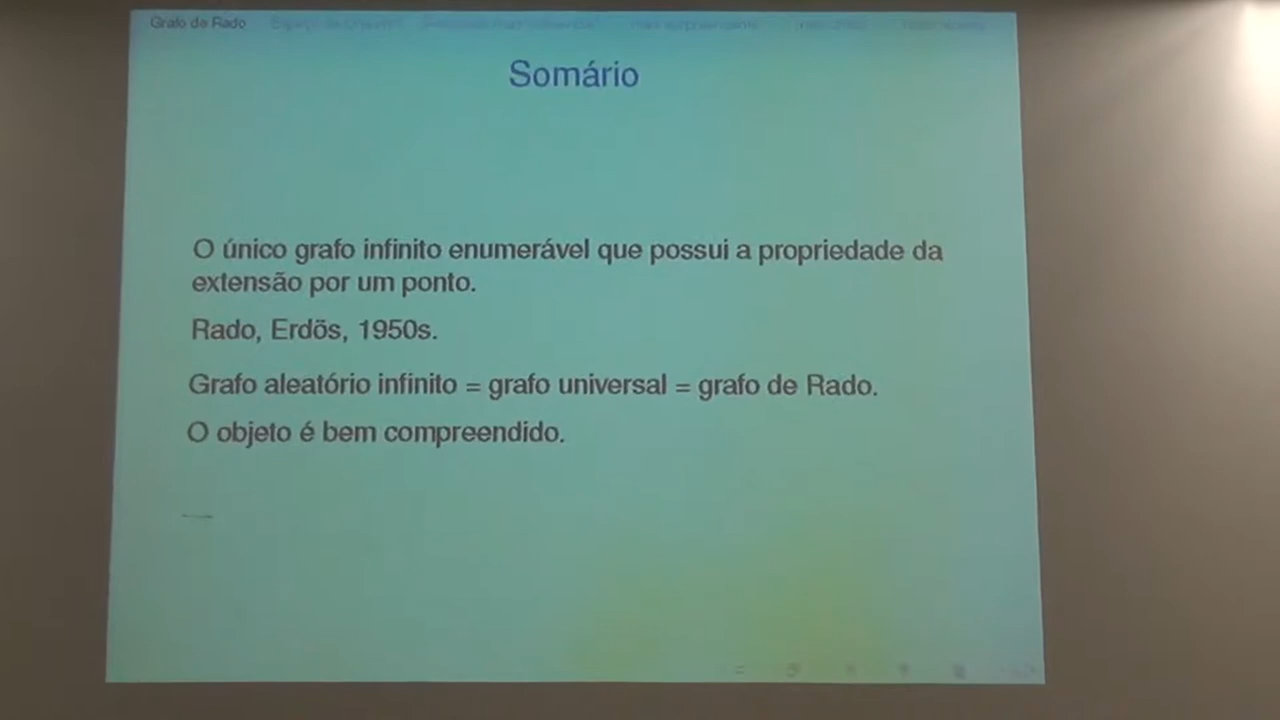 Grafo de Rado
Somário
O único grafo infinito enumerável que possui a propriedade da
extensão por um ponto.
Rado, Erdös, 1950s.
Grafo aleatório infinito = grafo universal = grafo de Rado.
O objeto é bem compreendido.